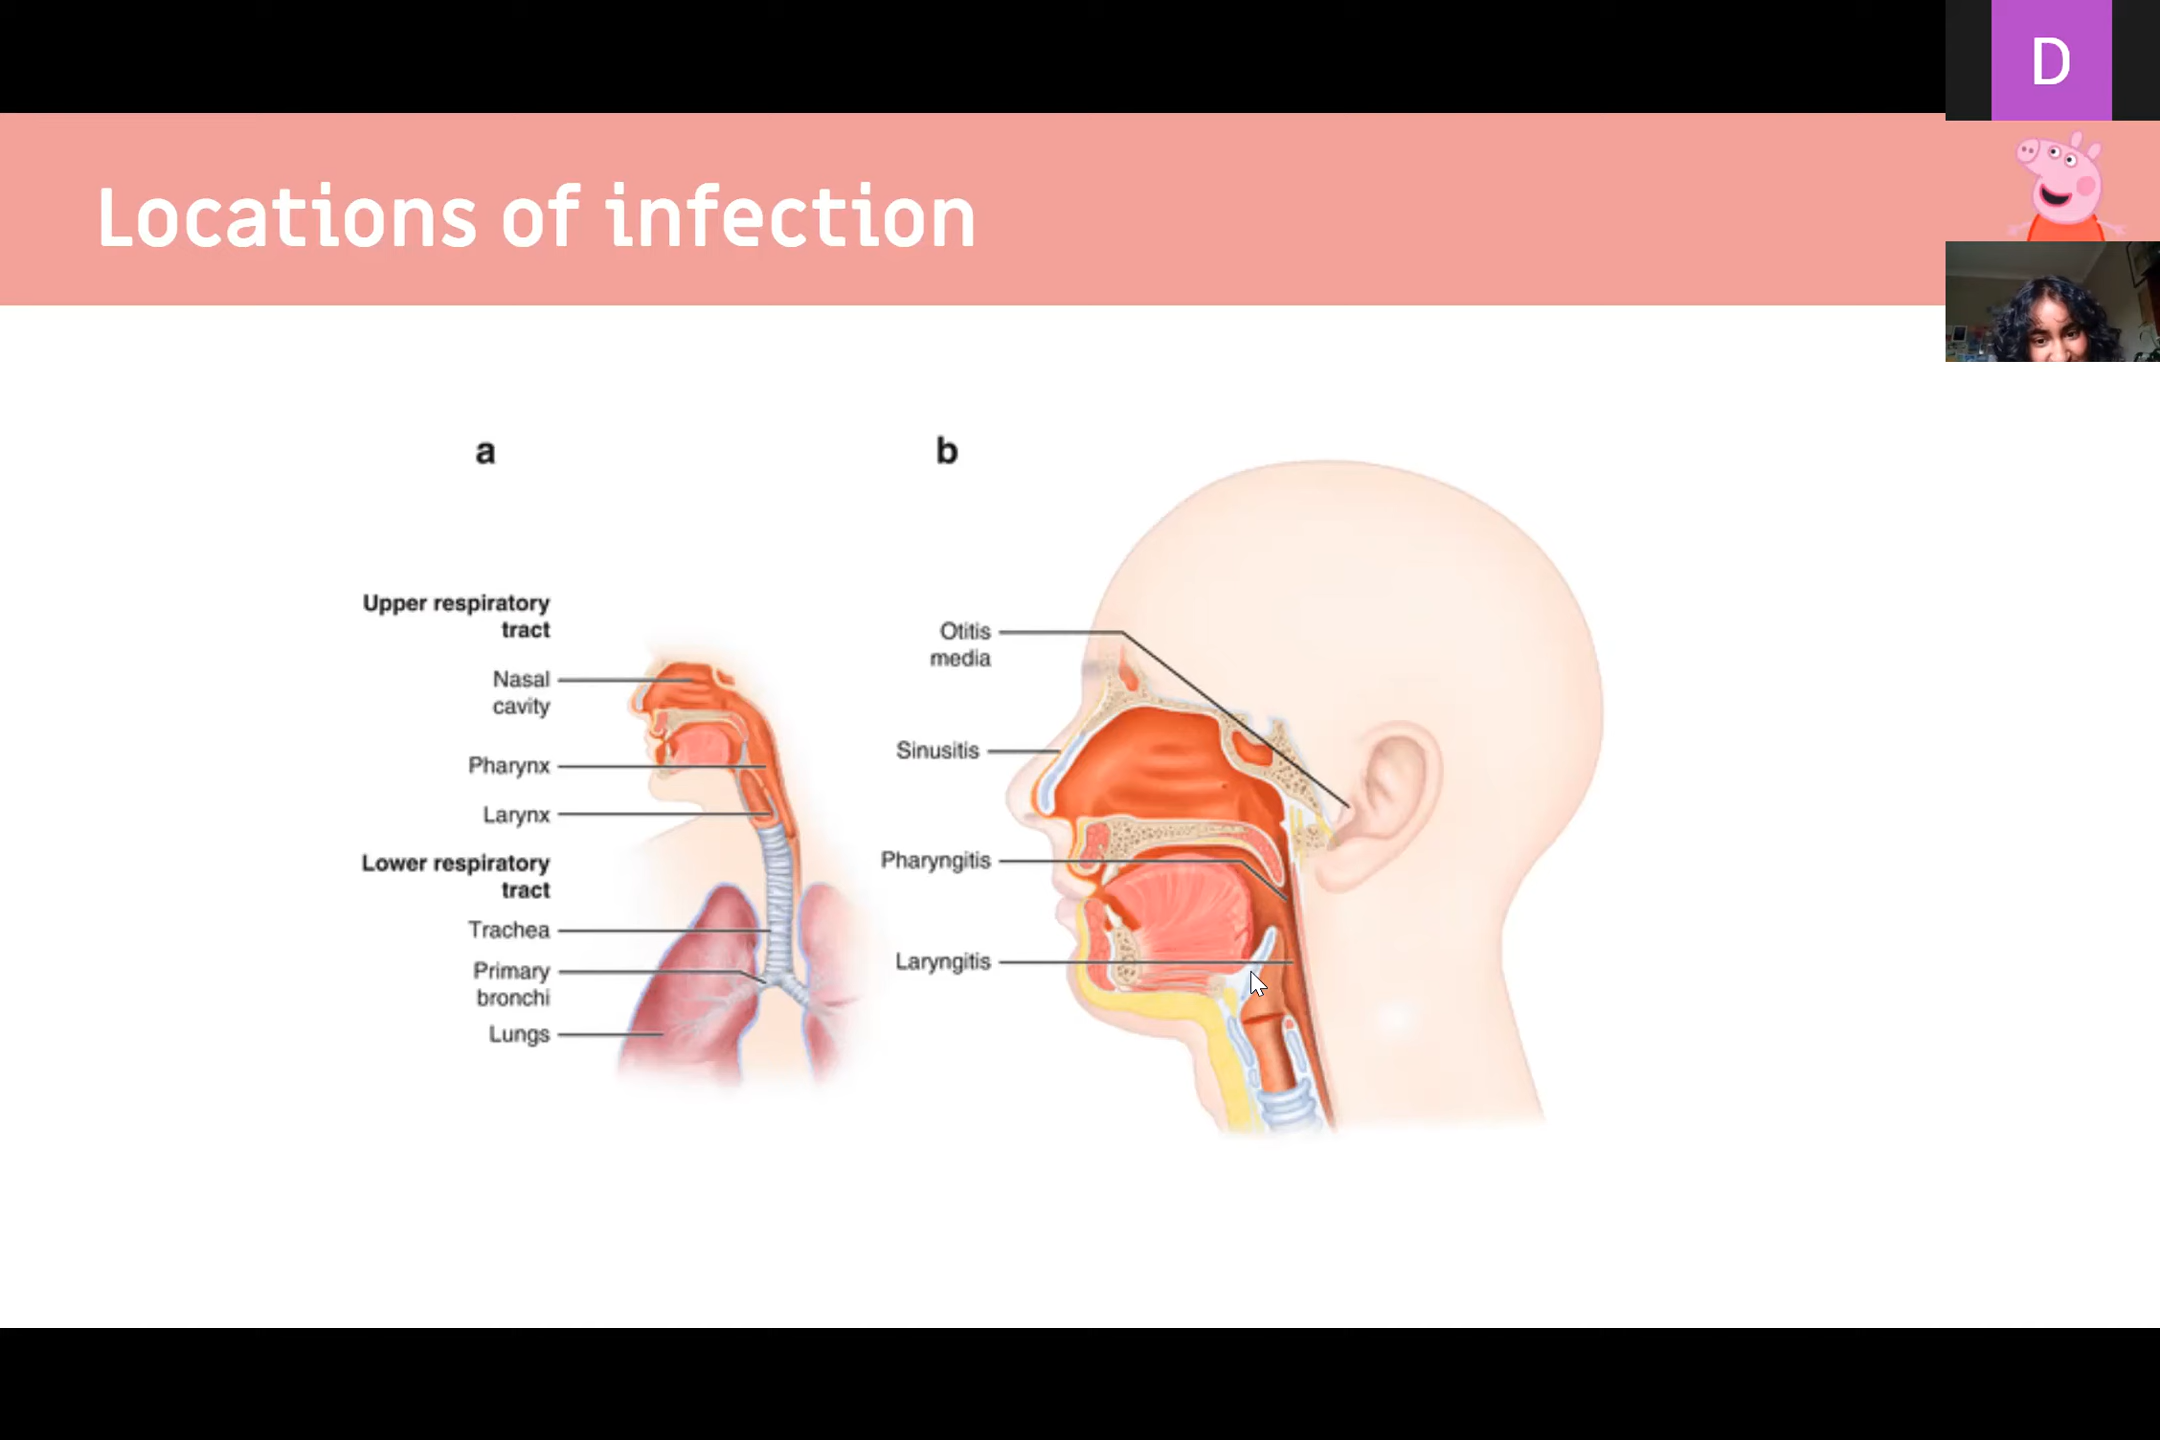 D
Locations of infection
a
Upper respiratory
tract
Nasal
cavity
Pharynx
Larynx
Lower respiratory
tract
Trachea
Primary
bronchi
Lungs
b
Otitis
media
Sinusitis
Pharyngitis
Laryngitis